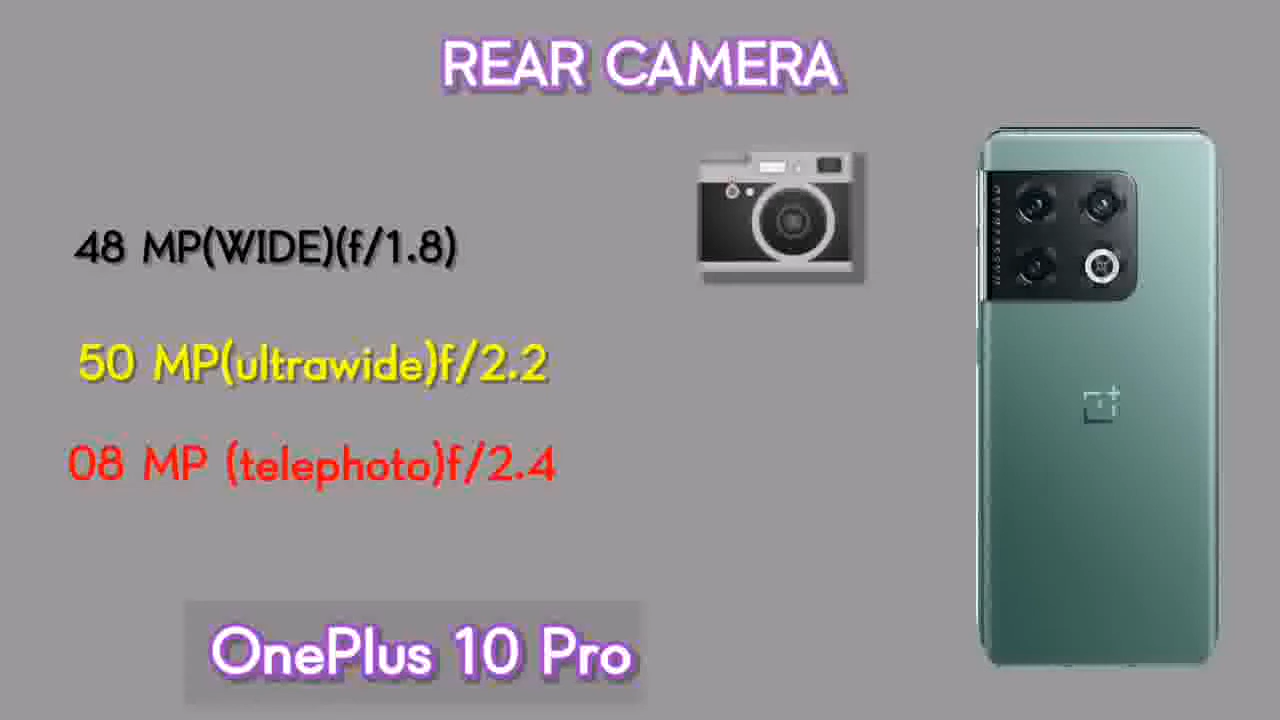 REAR CAMERA
48 MP(WIDE)(f/1.8)
50 MP(ultrawide)f/2.2
08 MP (telephoto)f/2.4
HASSELBLAD
OnePlus 10 Pro